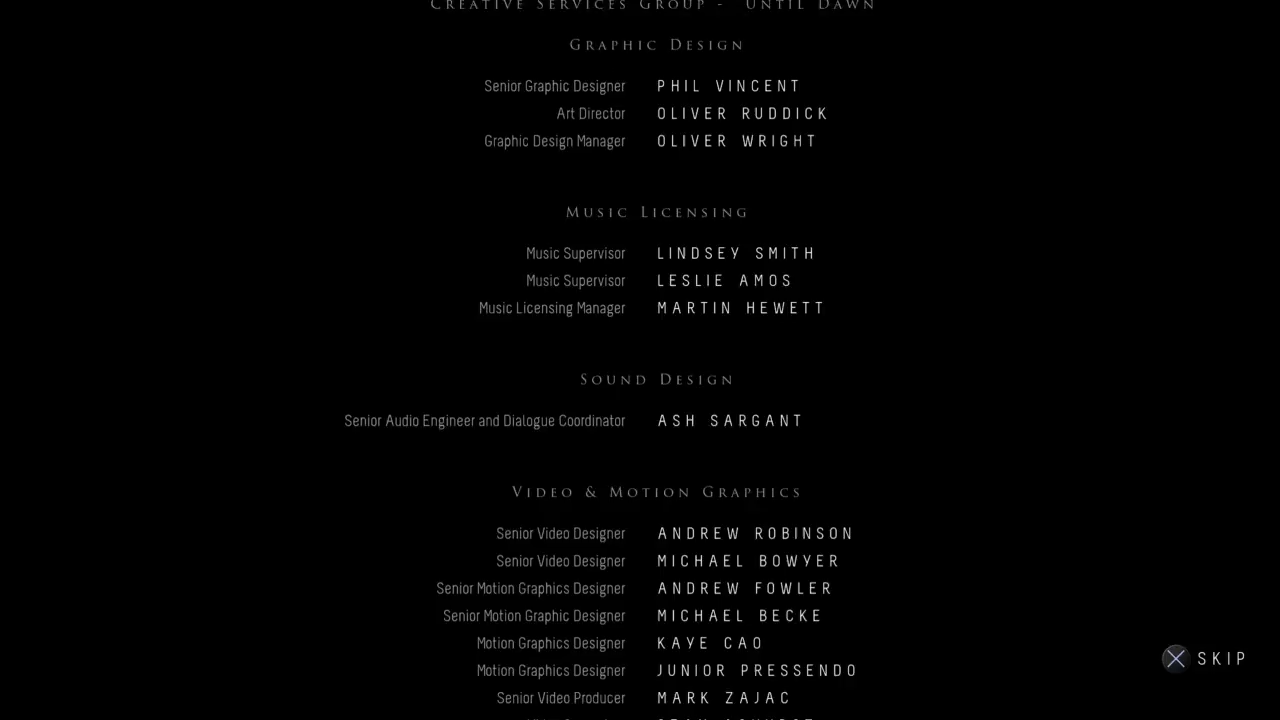 CREATIVE SERVICES GROUP - UNTIL DAWN
GRAPHIC DESIGN
Senior Graphic Designer PHIL VINCENT
Art Director OLIVER RUDDICK
Graphic Design Manager OLIVER WRIGHT
MUSIC LICENSING
Music Supervisor LINDSEY SMITH
Music Supervisor LESLIE AMOS
Music Licensing Manager MARTIN HEWETT
SOUND DESIGN
Senior Audio Engineer and Dialogue Coordinator ASH SARGANT
VIDEO & MOTION GRAPHICS
Senior Video Designer ANDREW ROBINSON
Senior Video Designer MICHAEL BOWYER
Senior Motion Graphics Designer ANDREW FOWLER
Senior Motion Graphic Designer MICHAEL BECKE
Motion Graphics Designer KAYE CAO
Motion Graphics Designer JUNIOR PRESSENDO
Senior Video Producer MARK ZAJAC
SKIP